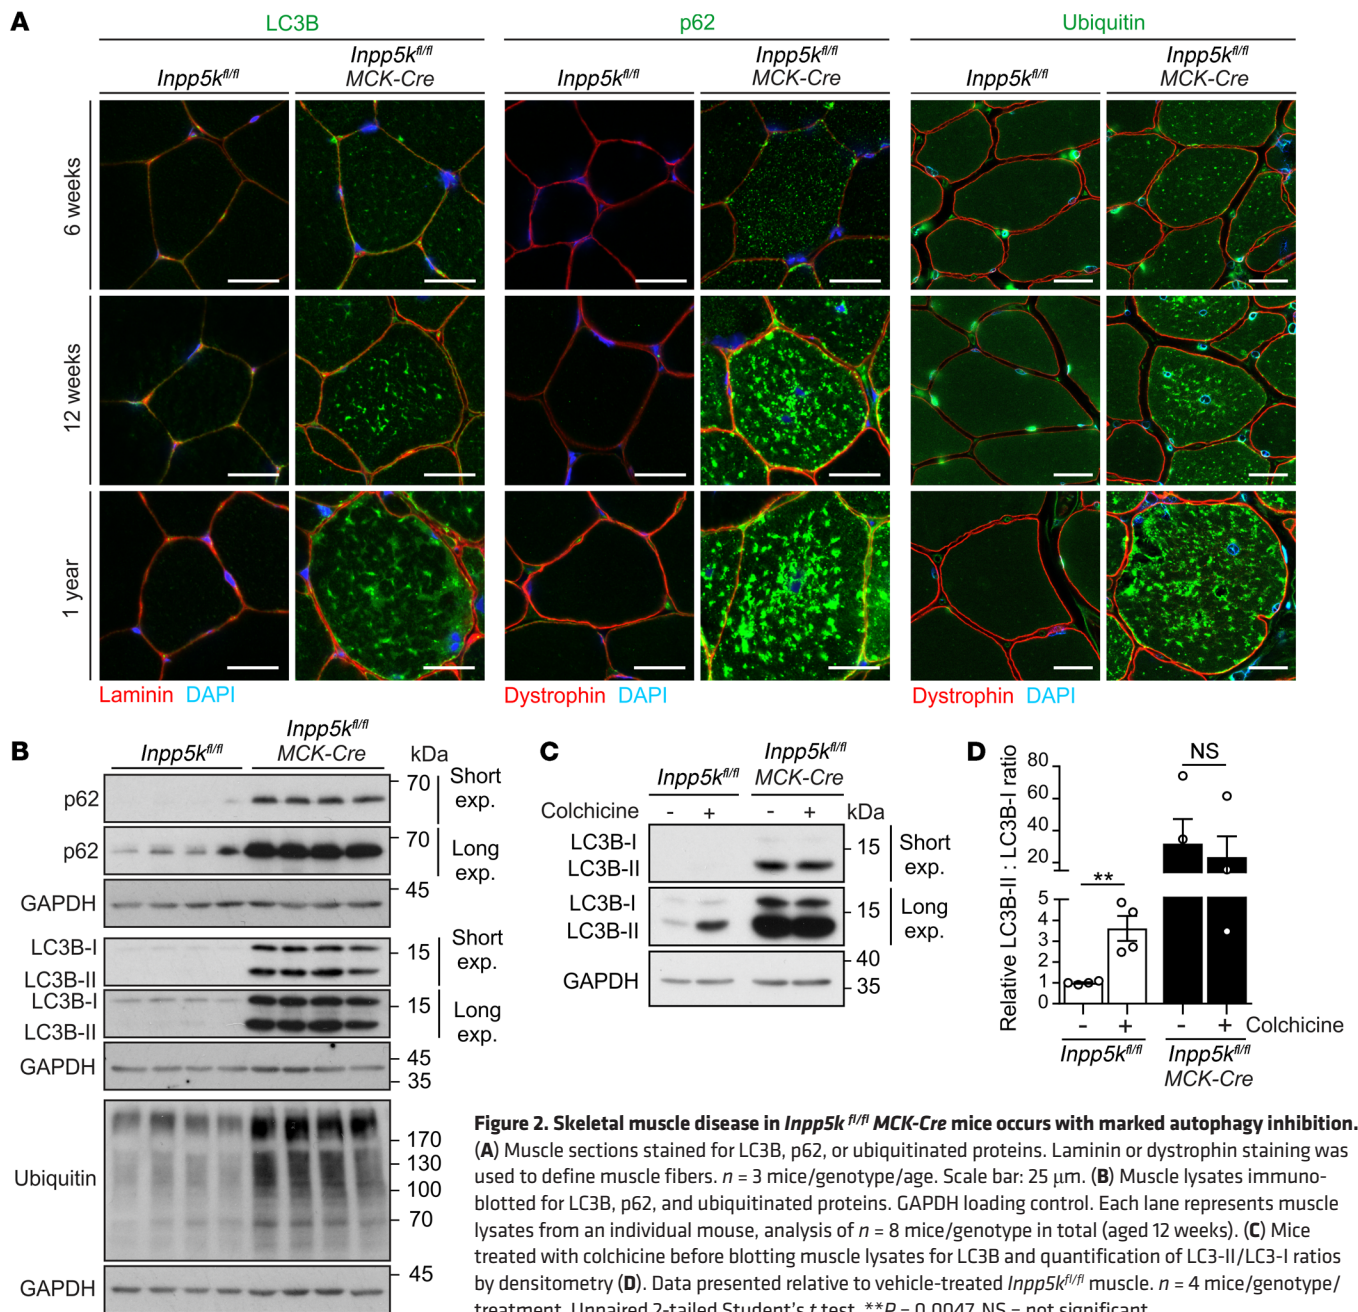 A
LC3B
p62
Ubiquitin
Inpp5k fl/fl
Inpp5k fl/fl
MCK-Cre
Inpp5k fl/fl
Inpp5k fl/fl
MCK-Cre
Inpp5k fl/fl
Inpp5k fl/fl
MCK-Cre
6 weeks
12 weeks
1 year
Laminin DAPI
Dystrophin DAPI
Dystrophin DAPI
B
Inpp5k fl/fl
Inpp5k fl/fl
MCK-Cre
kDa
p62
70
Short
exp.
p62
70
Long
exp.
GAPDH
45
LC3B-I
LC3B-II
15
Short
exp.
LC3B-I
LC3B-II
15
Long
exp.
GAPDH
45
35
Ubiquitin
170
130
100
70
GAPDH
45
C
Inpp5k fl/fl
Inpp5k fl/fl
MCK-Cre
Colchicine - + - + kDa
LC3B-I
LC3B-II
15
Short
exp.
LC3B-I
LC3B-II
15
Long
exp.
GAPDH
40
35
D
Relative LC3B-II : LC3B-I ratio
80
60
40
20
5
4
3
2
1
0
**
NS
- + - + Colchicine
Inpp5k fl/fl
Inpp5k fl/fl
MCK-Cre
Figure 2. Skeletal muscle disease in Inpp5k fl/fl MCK-Cre mice occurs with marked autophagy inhibition.
(A) Muscle sections stained for LC3B, p62, or ubiquitinated proteins. Laminin or dystrophin staining was
used to define muscle fibers. n = 3 mice/genotype/age. Scale bar: 25 μm. (B) Muscle lysates immuno-
blotted for LC3B, p62, and ubiquitinated proteins. GAPDH loading control. Each lane represents muscle
lysates from an individual mouse, analysis of n = 8 mice/genotype in total (aged 12 weeks). (C) Mice
treated with colchicine before blotting muscle lysates for LC3B and quantification of LC3-II/LC3-I ratios
by densitometry (D). Data presented relative to vehicle-treated Inpp5k fl/fl muscle. n = 4 mice/genotype/
treatment. Unpaired 2-tailed Student's t test. **P = 0.0047. NS = not significant.